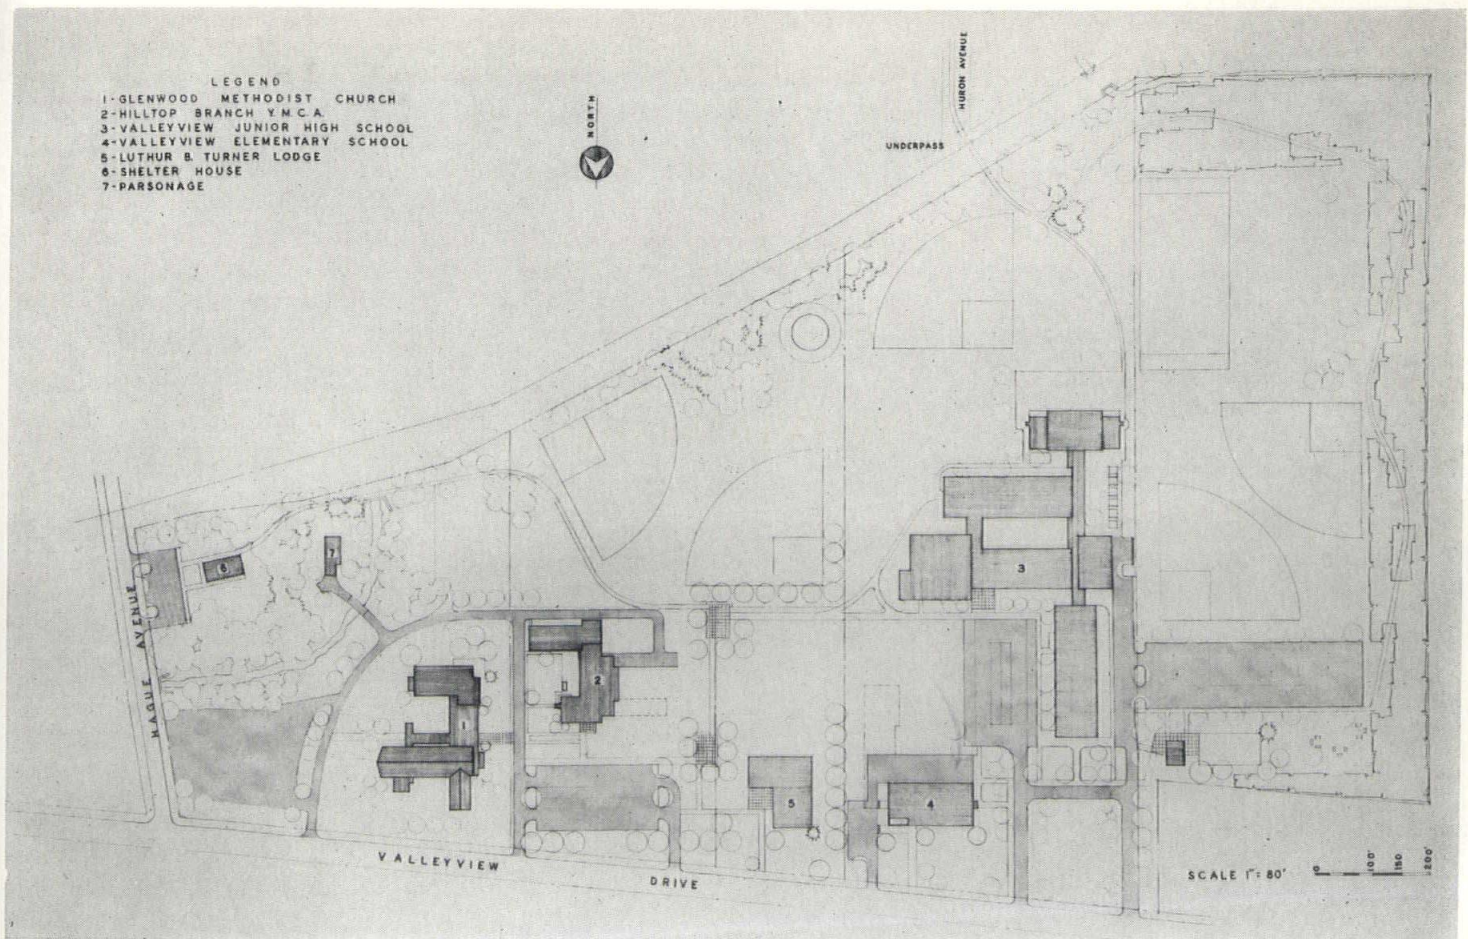 LEGEND
1-GLENWOOD METHODIST CHURCH
2-HILLTOP BRANCH Y.M.C.A.
3-VALLEYVIEW JUNIOR HIGH SCHOOL
4-VALLEYVIEW ELEMENTARY SCHOOL
5-LUTHUR B. TURNER LODGE
6-SHELTER HOUSE
7-PARSONAGE
NORTH
HURON AVENUE
UNDERPASS
HAGUE AVENUE
6
7
1
2
3
4
5
VALLEYVIEW DRIVE
SCALE 1"=80'
0 100' 150 200'